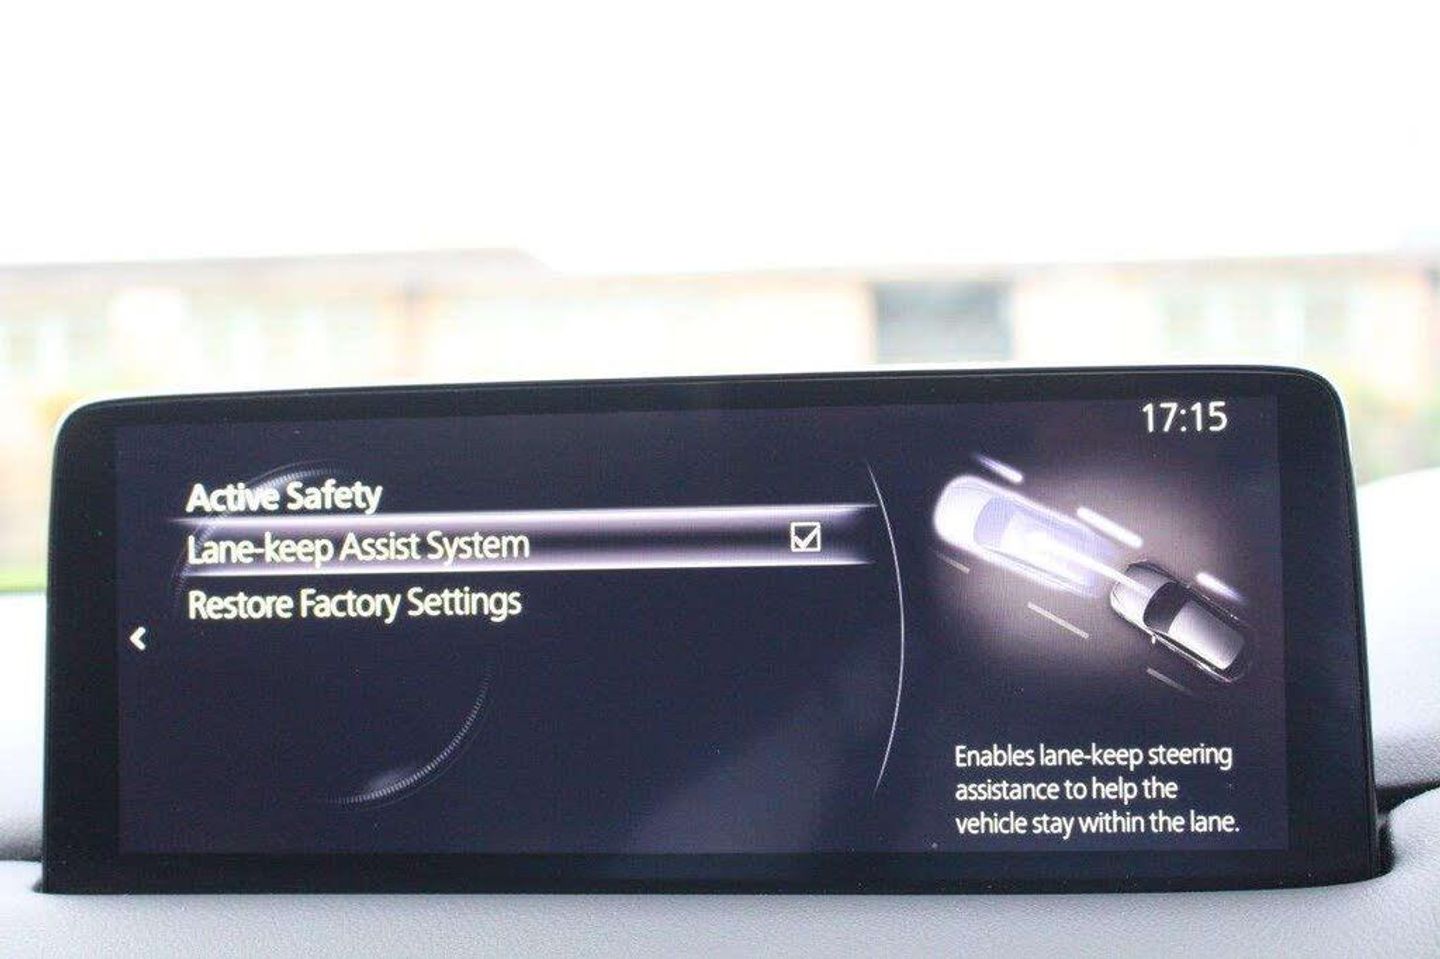 17:15
Active Safety
Lane-keep Assist System
Restore Factory Settings
Enables lane-keep steering
assistance to help the
vehicle stay within the lane.